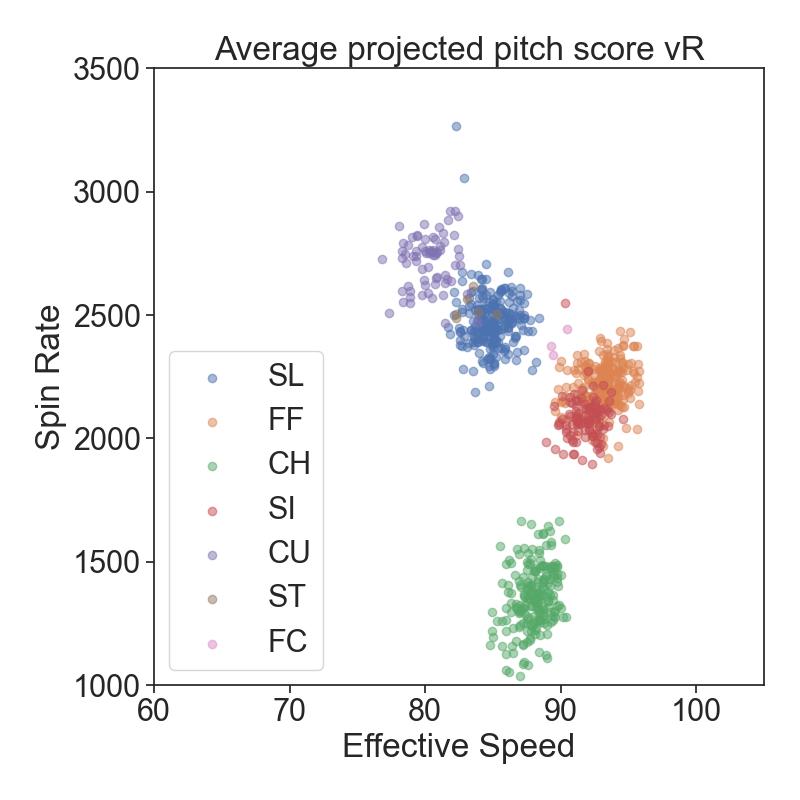 Average projected pitch score vR
3500
3000
2500
2000
1500
1000
Spin Rate
SL
FF
CH
SI
CU
ST
FC
60 70 80 90 100
Effective Speed